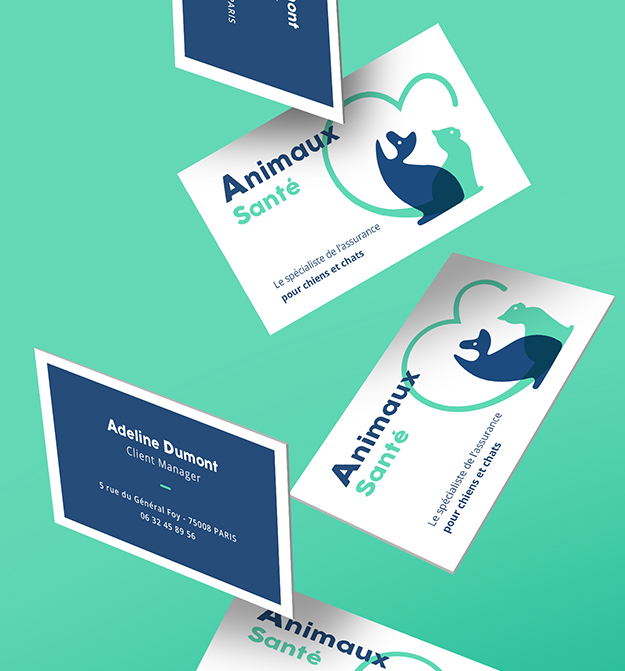 umont
PARIS
Animaux
Santé
Le spécialiste de l'assurance
pour chiens et chats
Animaux
Santé
Le spécialiste de l'assurance
pour chiens et chats
Adeline Dumont
Client Manager
5 rue du Général Foy - 75008 PARIS
06 32 45 89 56
Animaux
Santé